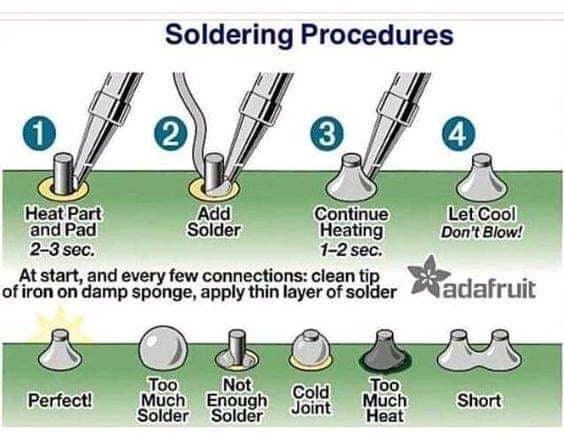 Soldering Procedures
1
2
3
4
Heat Part
and Pad
2-3 sec.
Add
Solder
Continue
Heating
1-2 sec.
Let Cool
Don't Blow!
At start, and every few connections: clean tip
of iron on damp sponge, apply thin layer of solder
adafruit
Perfect!
Too
Much
Solder
Not
Enough
Solder
Cold
Joint
Too
Much
Heat
Short